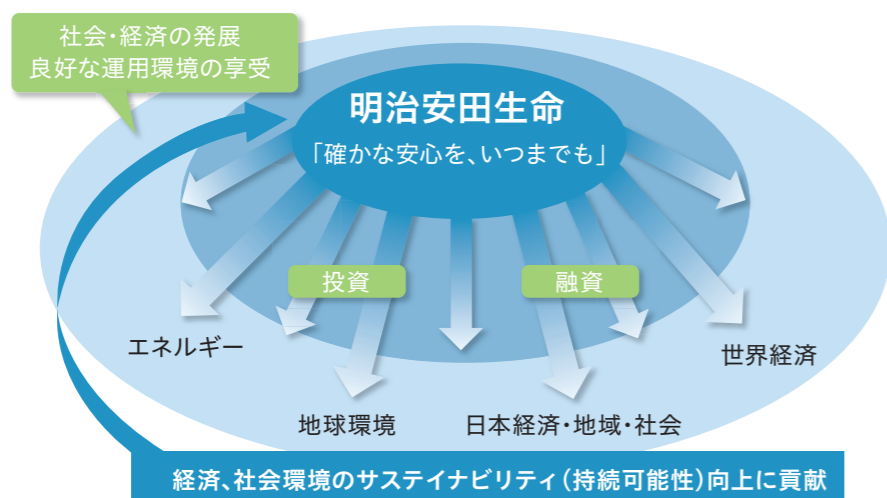 社会・経済の発展
良好な運用環境の享受
明治安田生命
「確かな安心を、いつまでも」
投資
融資
エネルギー
世界経済
地球環境
日本経済・地域・社会
経済、社会環境のサステイナビリティ（持続可能性）向上に貢献